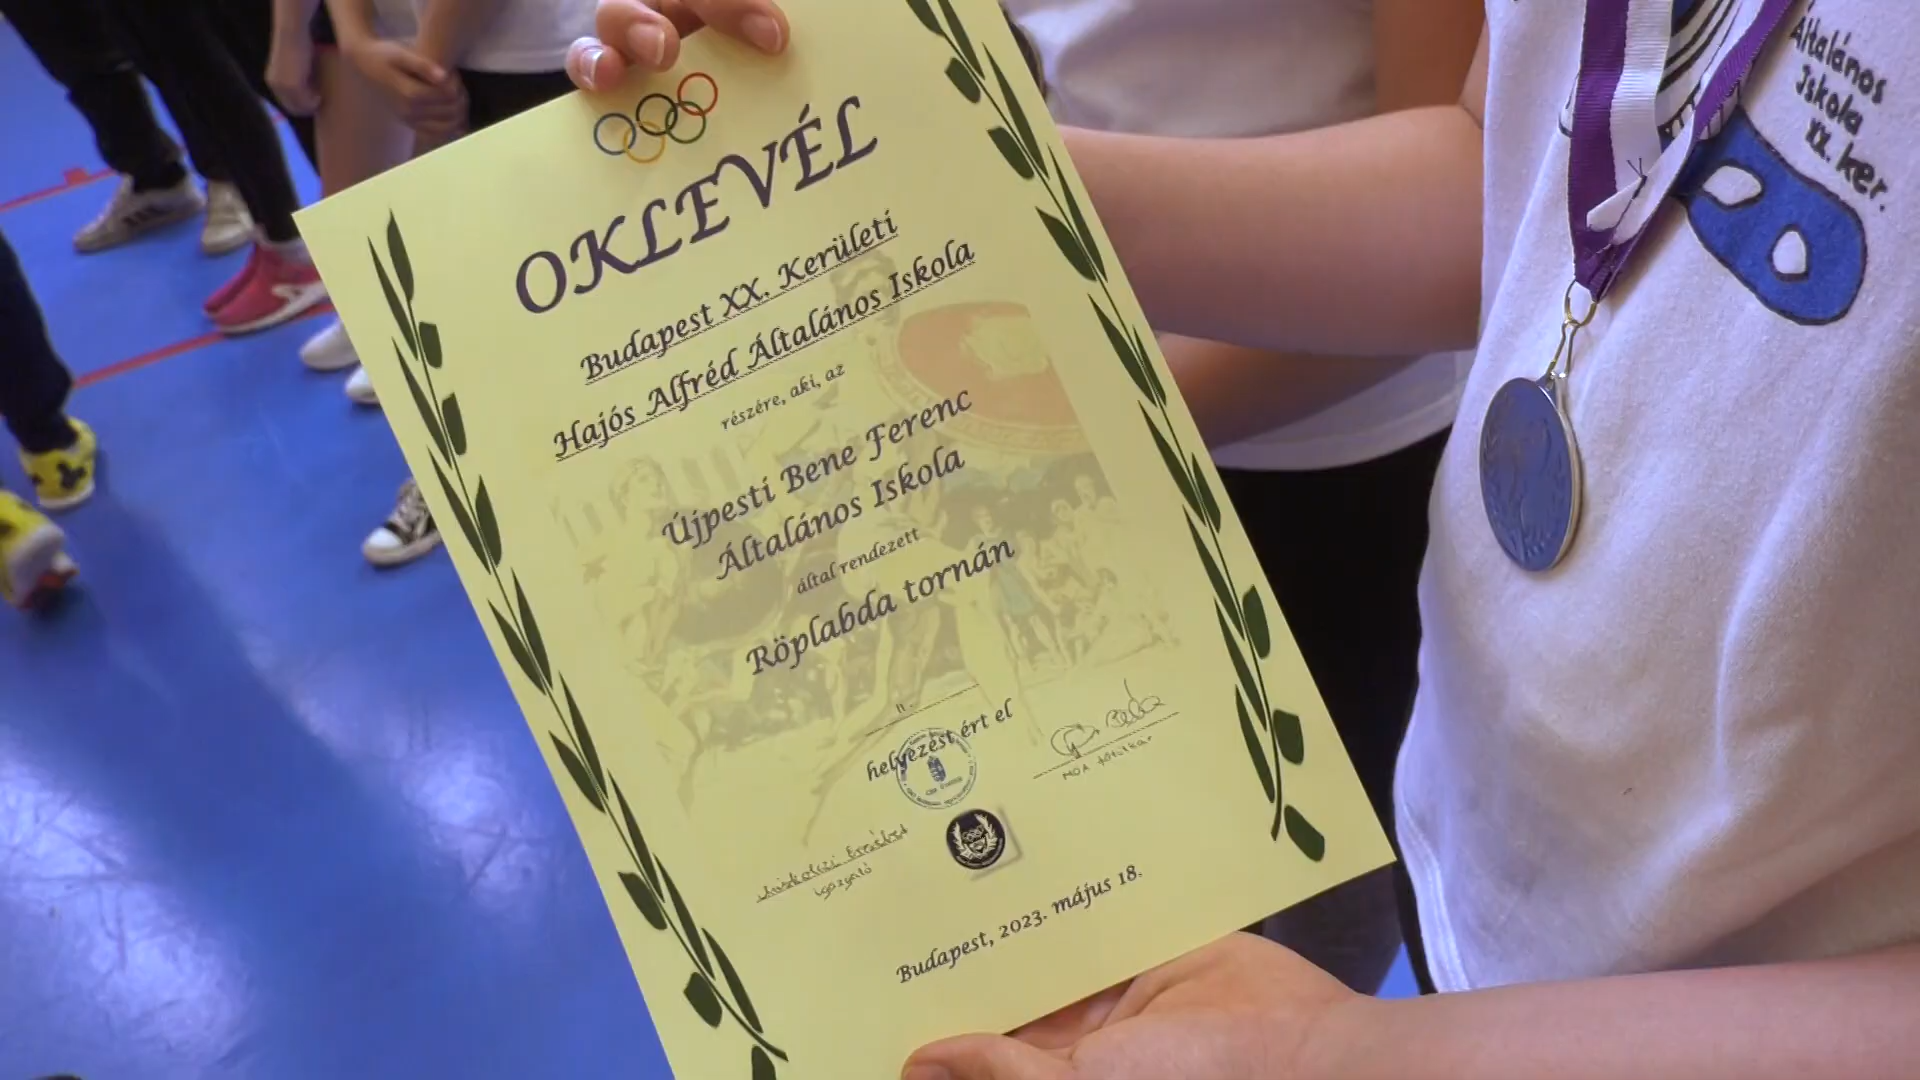 OKLEVÉL
Budapest XX. Kerületi
Hajós Alfréd Általános Iskola
részére, aki, az
Újpesti Bene Ferenc
Általános Iskola
által rendezett
Röplabda tornán
II.
helyezést ért el
MOA
igazgató
Budapest, 2023. május 18.
Általános
Iskola
XX. ker.